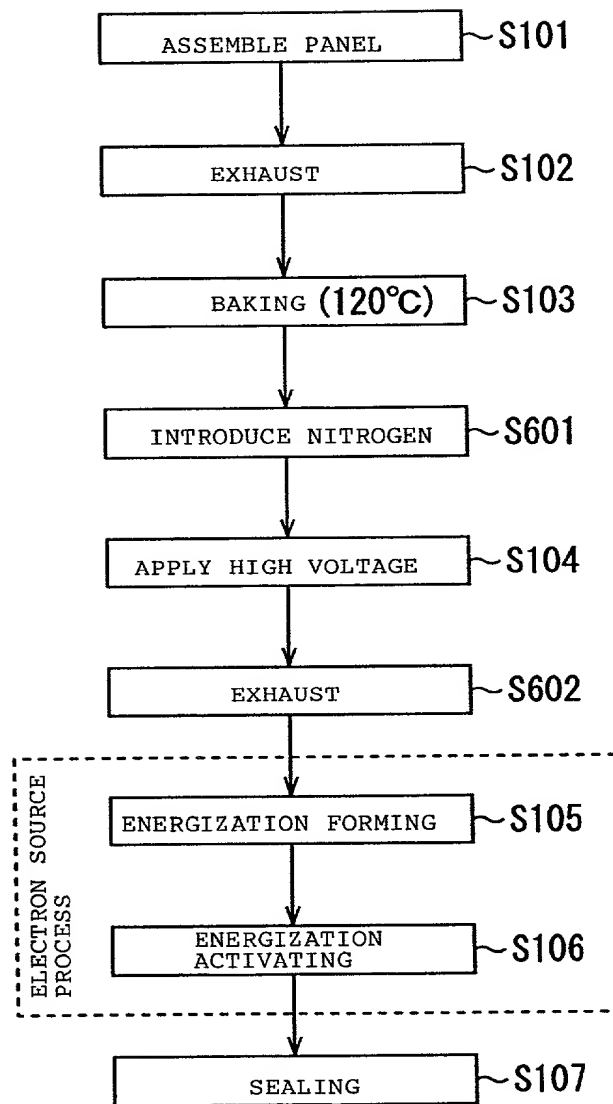 ASSEMBLE PANEL ~S101
EXHAUST ~S102
BAKING (120℃) ~S103
INTRODUCE NITROGEN ~S601
APPLY HIGH VOLTAGE ~S104
EXHAUST ~S602
ELECTRON SOURCE
PROCESS
ENERGIZATION FORMING ~S105
ENERGIZATION
ACTIVATING ~S106
SEALING ~S107